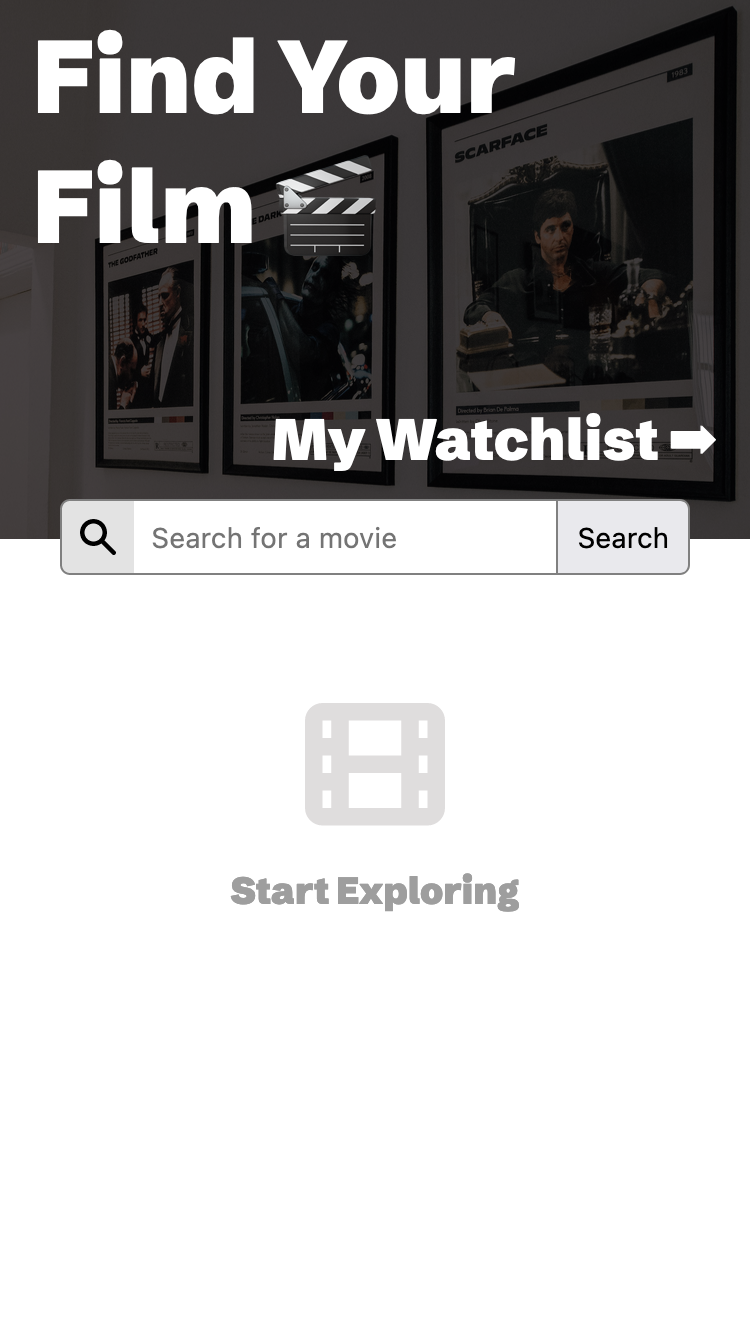 Find Your
Film 🎬
1983
SCARFACE
THE GODFATHER
E DARK
Directed by Brian De Palma
My Watchlist ➡
Search for a movie
Search
Start Exploring